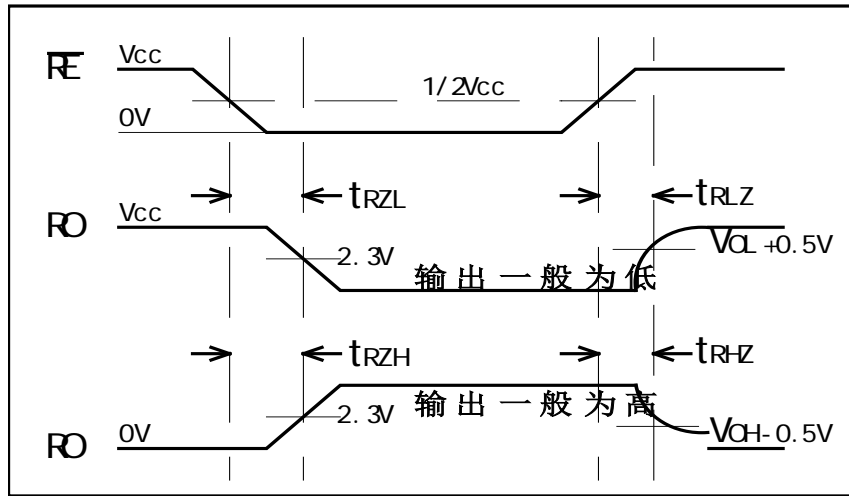 RE Vcc
1/2Vcc
0V
tRZL tRLZ
RO Vcc
2.3V VOL+0.5V
输出一般为低
tRZH tRHZ
输出一般为高
2.3V
RO 0V VOH-0.5V